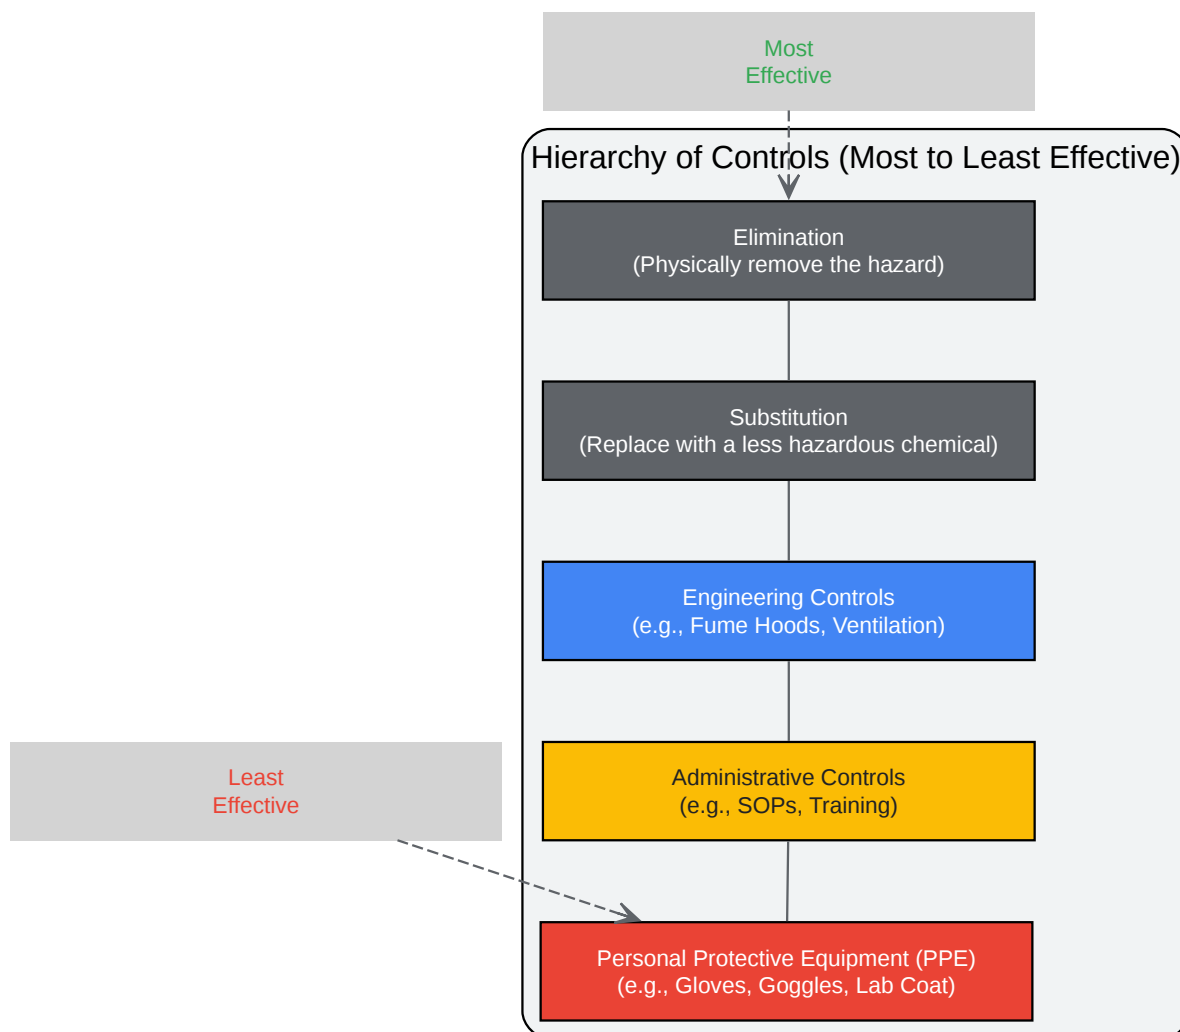 Most
Effective
Hierarchy of Controls (Most to Least Effective)
Elimination
(Physically remove the hazard)
Substitution
(Replace with a less hazardous chemical)
Engineering Controls
(e.g., Fume Hoods, Ventilation)
Least
Effective
Administrative Controls
(e.g., SOPs, Training)
Personal Protective Equipment (PPE)
(e.g., Gloves, Goggles, Lab Coat)